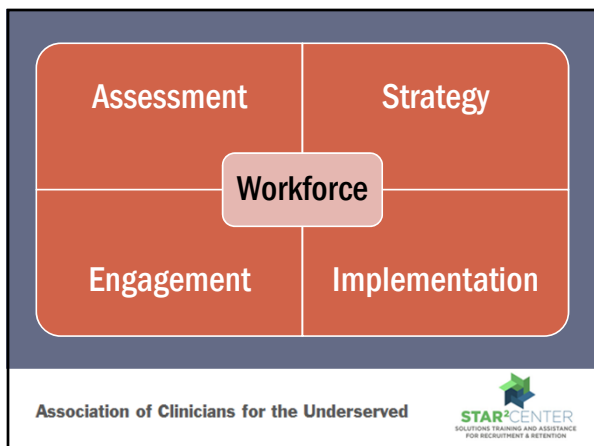 Assessment
Strategy
Workforce
Engagement
Implementation
Association of Clinicians for the Underserved
STAR²CENTER
SOLUTIONS TRAINING AND ASSISTANCE
FOR RECRUITMENT & RETENTION